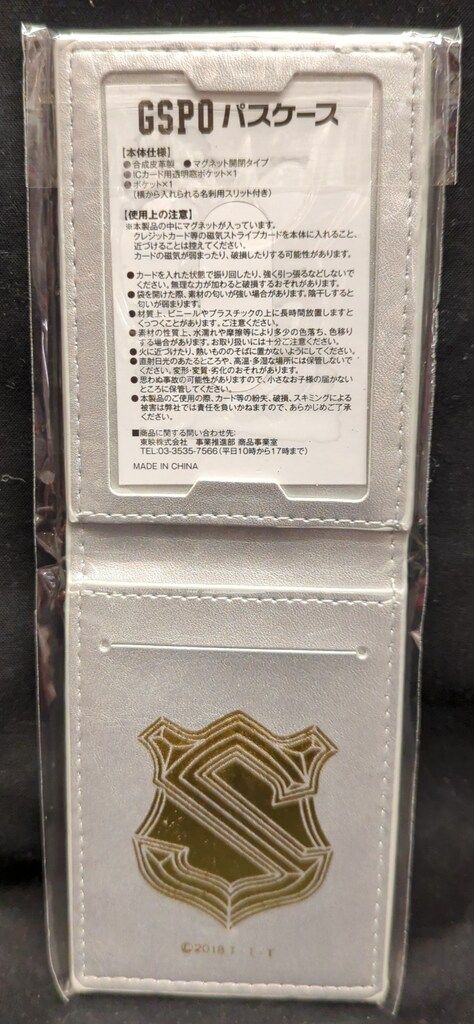 GSPO パスケース
【本体仕様】
●合成皮革製 ●マグネット開閉タイプ
●ICカード用透明窓ポケット×1
●ポケット×1
(横から入れられる名刺用スリット付き)
【使用上の注意】
※本製品の中にマグネットが入っています。
クレジットカード等の磁気ストライプカードを本体に入れること、
近づけることは控えてください。
カードの磁気が弱まったり、破損したりする可能性があります。
●カードを入れた状態で振り回したり、強く引っ張るなどしないで
ください。無理な力が加わると破損するおそれがあります。
●袋を開けた際、素材の匂いが強い場合があります。陰干しすると
匂いが弱まります。
●材質上、ビニールやプラスチックの上に長時間放置しますと
くっつくことがあります。ご注意ください。
●素材の性質上、水濡れや摩擦等により多少の色落ち、色移り
する場合があります。お取り扱いには十分ご注意ください。
●火に近づけたり、熱いもののそばに置かないようにしてください。
●直射日光のあたるところや、高温・多湿な場所には保管しないで
ください。変形・変質・劣化のおそれがあります。
●思わぬ事故の可能性がありますので、小さなお子様の届かない
ところに保管してください。
●本製品のご使用の際、カード等の紛失、破損、スキミングによる
被害は弊社では責任を負いかねますので、あらかじめご了承
ください。
■商品に関する問い合わせ先:
東映株式会社 事業推進部 商品事業室
TEL:03-3535-7566(平日10時から17時まで)
MADE IN CHINA
S
©2018 T・T・T